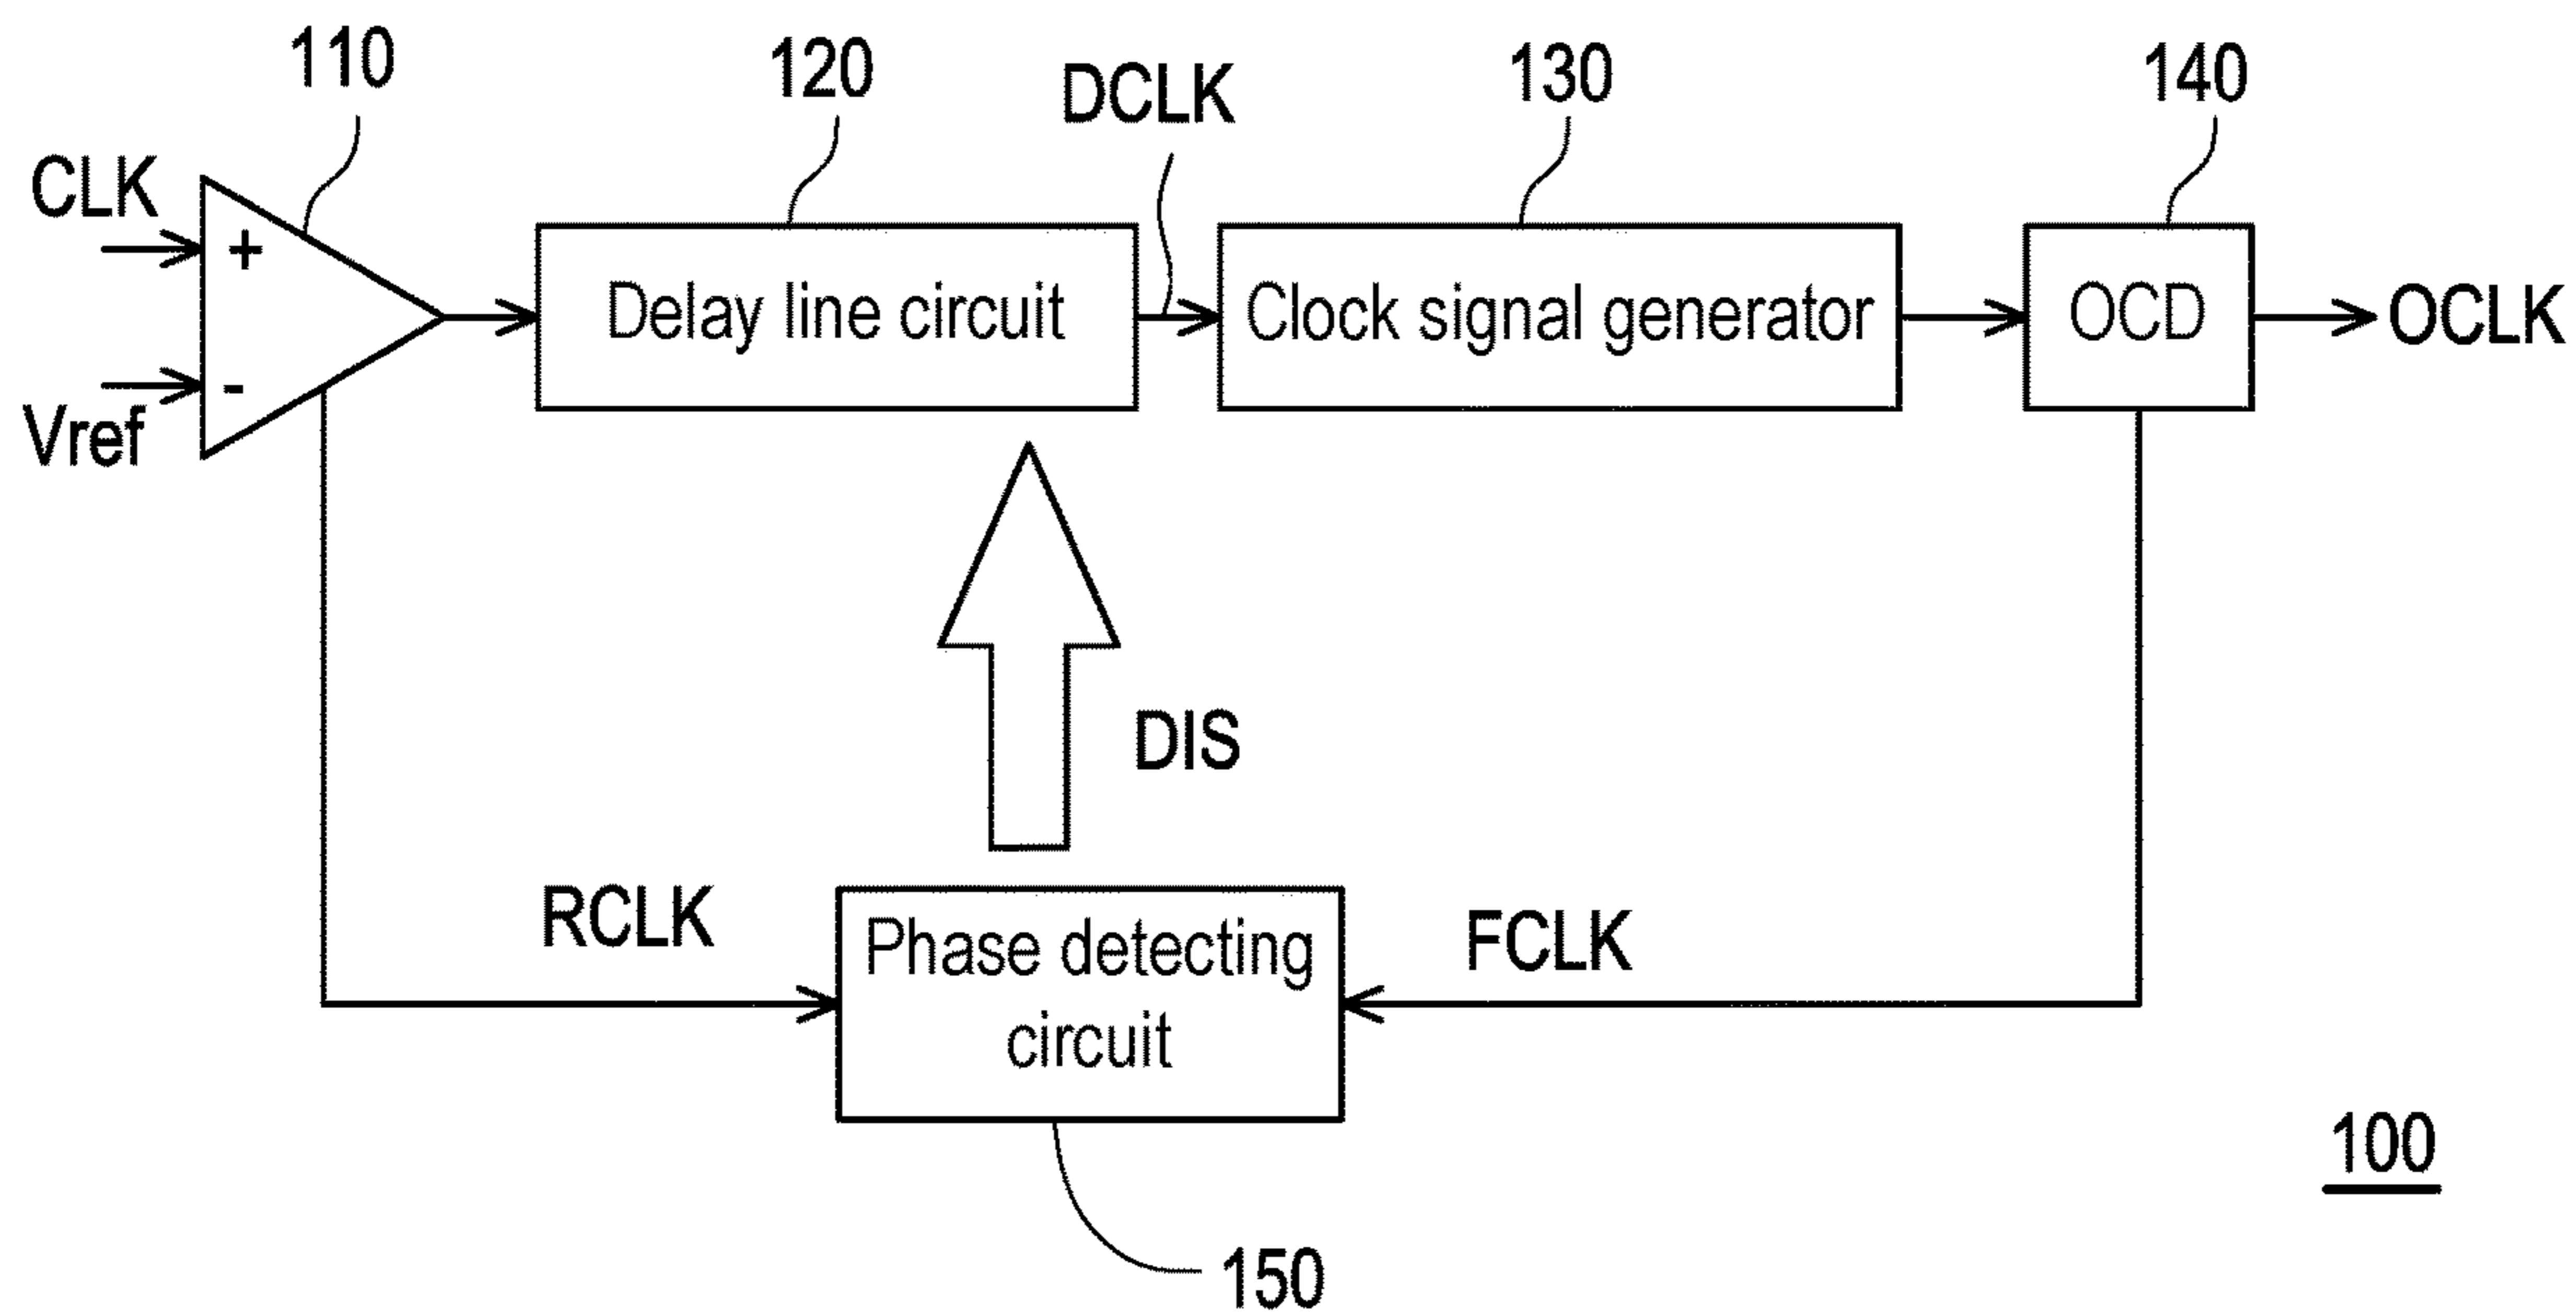 110
120
DCLK
130
140
CLK
+
Delay line circuit
Clock signal generator
OCD
OCLK
-
Vref
DIS
RCLK
Phase detecting
circuit
FCLK
100
150